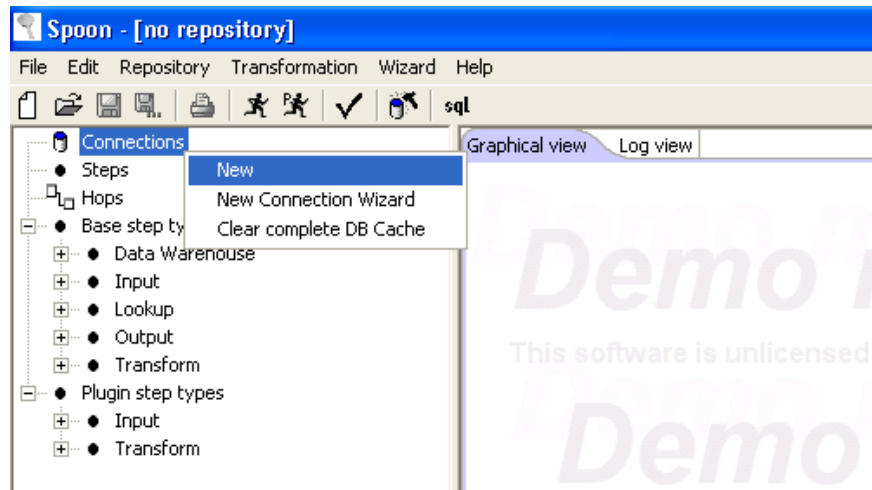 Spoon - [no repository]
File Edit Repository Transformation Wizard Help
sql
Connections
Graphical view Log view
Steps
New
Hops
New Connection Wizard
Base step ty
Clear complete DB Cache
Data Warehouse
Input
Lookup
Output
Transform
Plugin step types
Input
Transform
Demo
This software is unlicensed
Demo